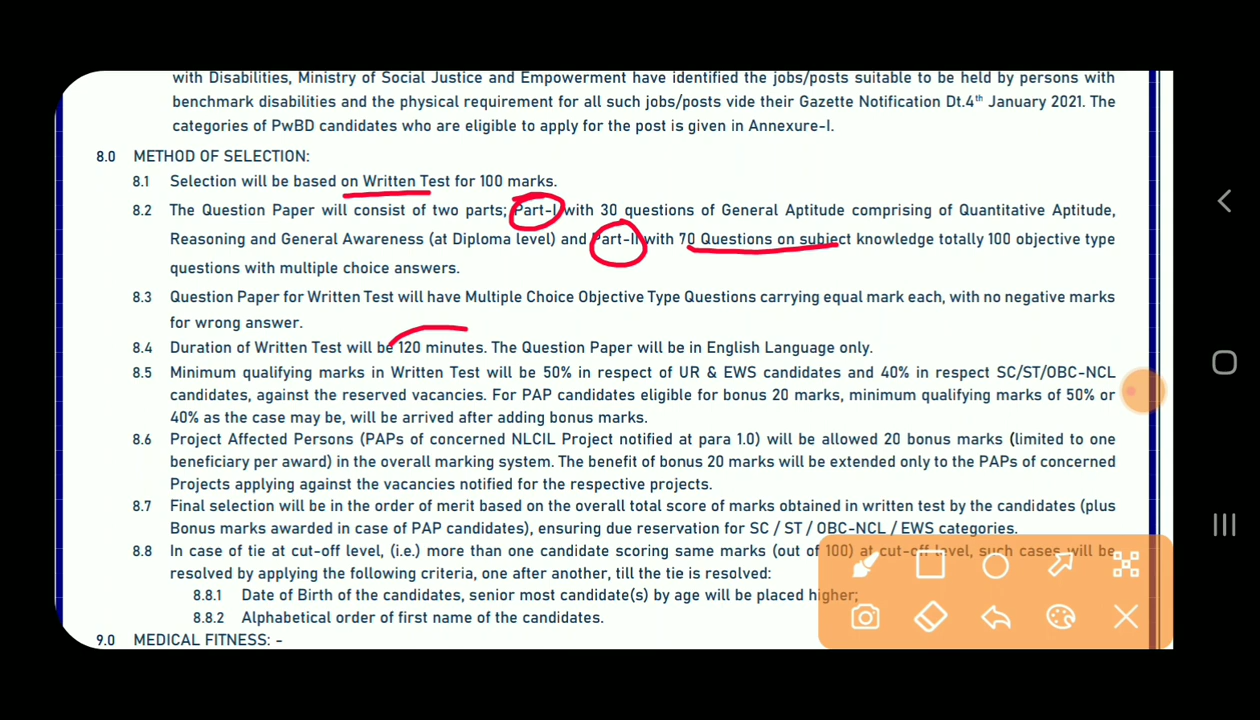 with Disabilities, Ministry of Social Justice and Empowerment have identified the jobs/posts suitable to be held by persons with
benchmark disabilities and the physical requirement for all such jobs/posts vide their Gazette Notification Dt.4th January 2021. The
categories of PwBD candidates who are eligible to apply for the post is given in Annexure-I.
8.0 METHOD OF SELECTION:
8.1 Selection will be based on Written Test for 100 marks.
8.2 The Question Paper will consist of two parts; Part-I with 30 questions of General Aptitude comprising of Quantitative Aptitude,
Reasoning and General Awareness (at Diploma level) and Part-II with 70 Questions on subject knowledge totally 100 objective type
questions with multiple choice answers.
8.3 Question Paper for Written Test will have Multiple Choice Objective Type Questions carrying equal mark each, with no negative marks
for wrong answer.
8.4 Duration of Written Test will be 120 minutes. The Question Paper will be in English Language only.
8.5 Minimum qualifying marks in Written Test will be 50% in respect of UR & EWS candidates and 40% in respect SC/ST/OBC-NCL
candidates, against the reserved vacancies. For PAP candidates eligible for bonus 20 marks, minimum qualifying marks of 50% or
40% as the case may be, will be arrived after adding bonus marks.
8.6 Project Affected Persons (PAPs of concerned NLCIL Project notified at para 1.0) will be allowed 20 bonus marks (limited to one
beneficiary per award) in the overall marking system. The benefit of bonus 20 marks will be extended only to the PAPs of concerned
Projects applying against the vacancies notified for the respective projects.
8.7 Final selection will be in the order of merit based on the overall total score of marks obtained in written test by the candidates (plus
Bonus marks awarded in case of PAP candidates), ensuring due reservation for SC / ST / OBC-NCL / EWS categories.
8.8 In case of tie at cut-off level, (i.e.) more than one candidate scoring same marks (out of 100) at cut-off level, such cases will be
resolved by applying the following criteria, one after another, till the tie is resolved:
8.8.1 Date of Birth of the candidates, senior most candidate(s) by age will be placed higher;
8.8.2 Alphabetical order of first name of the candidates.
9.0 MEDICAL FITNESS: -